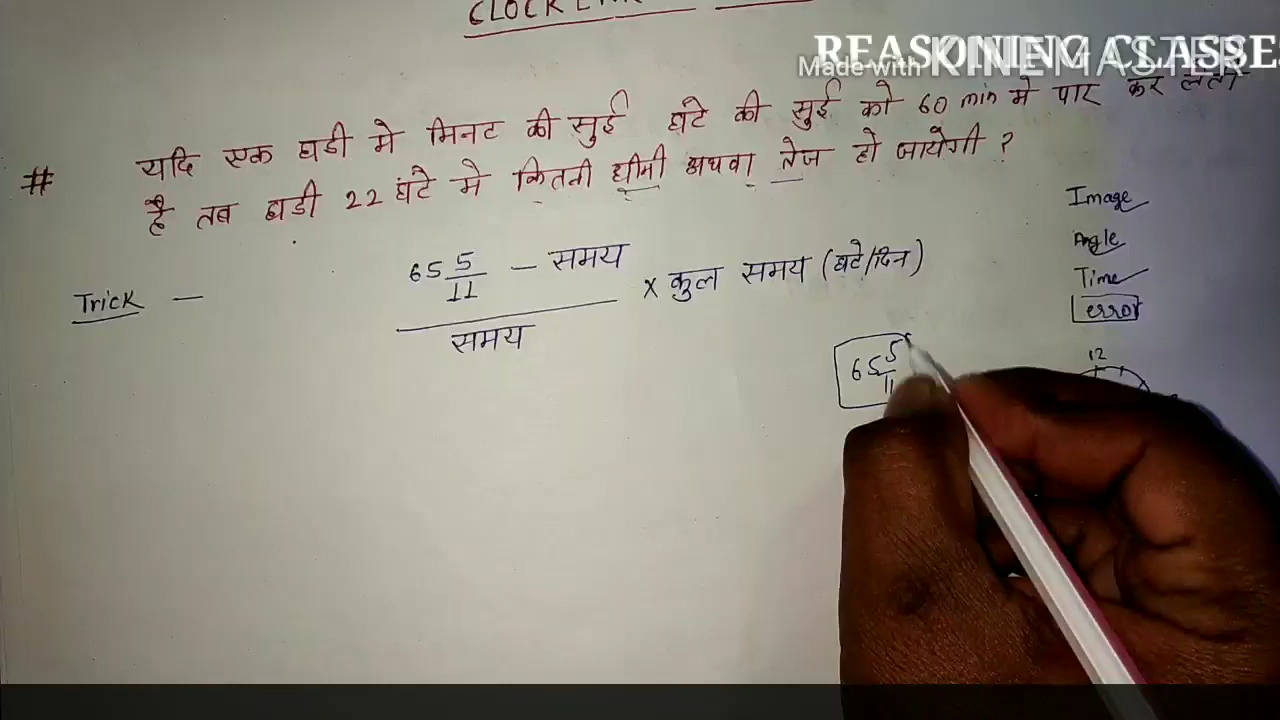 CLOCK
REASONING CLASSES
Made with KINEMASTER
# यदि एक घडी मे मिनट की सुई घंटे की सुई को 60 min मे पार कर लेती
है तब घडी 22 घंटे मे कितनी धीमी अथवा तेज हो जायेगी ?
Image
Angle
Time
error
Trick — 65 5/11 — समय × कुल समय (घंटे/दिन)
समय
65 5/11
12